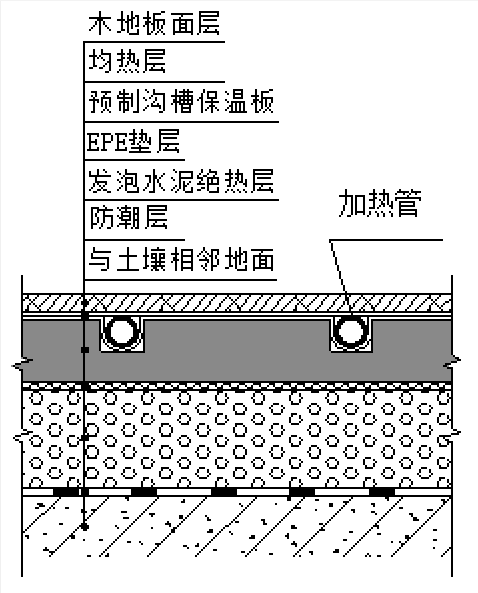 木地板面层
均热层
预制沟槽保温板
EPE垫层
发泡水泥绝热层
加热管
防潮层
与土壤相邻地面